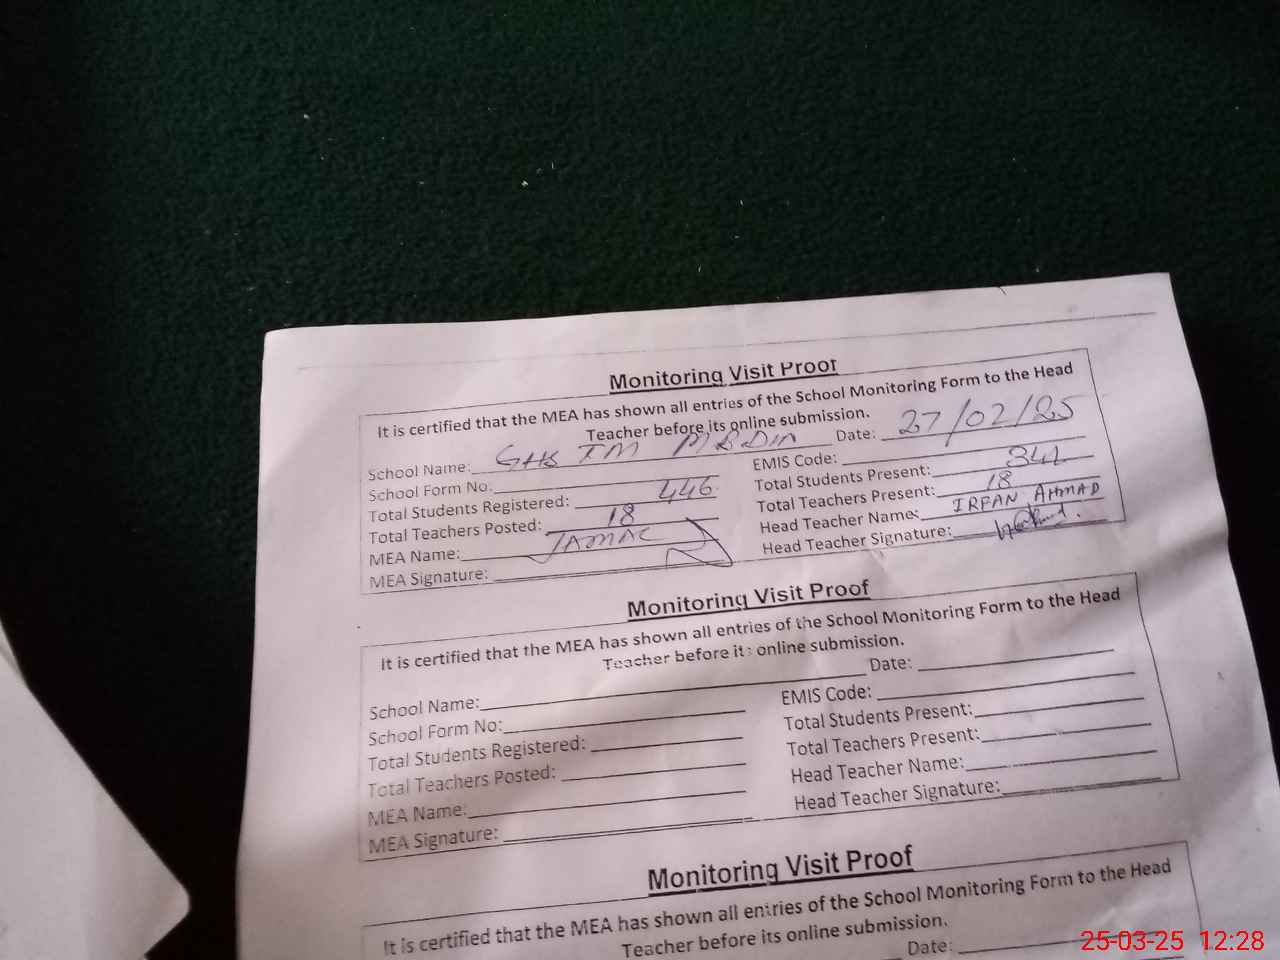 Monitoring Visit Proof
It is certified that the MEA has shown all entries of the School Monitoring Form to the Head
Teacher before its online submission.
School Name: GHS TM Date: 27/02/25
School Form No: EMIS Code:
Total Students Registered: 446 Total Students Present:
Total Teachers Posted: 18 Total Teachers Present: 18
MEA Name: JAMAL Head Teacher Name: IRFAN AHMAD
MEA Signature: Head Teacher Signature:
Monitoring Visit Proof
It is certified that the MEA has shown all entries of the School Monitoring Form to the Head
Teacher before its online submission.
School Name: Date:
School Form No: EMIS Code:
Total Students Registered: Total Students Present:
Total Teachers Posted: Total Teachers Present:
MEA Name: Head Teacher Name:
MEA Signature: Head Teacher Signature:
Monitoring Visit Proof
It is certified that the MEA has shown all entries of the School Monitoring Form to the Head
Teacher before its online submission.
Date:
25-03-25 12:28